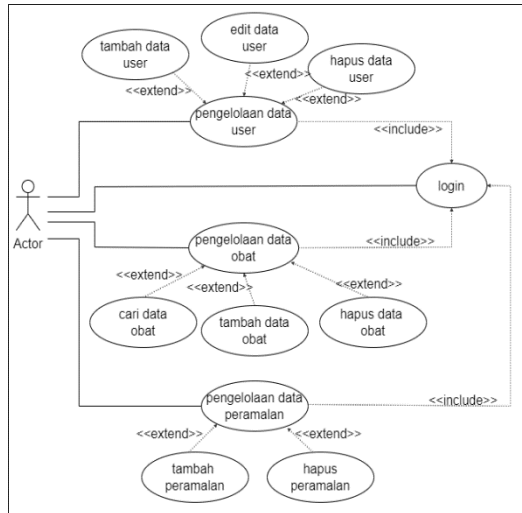 edit data
user
tambah data
user
hapus data
user
<<extend>>
<<extend>>
<<extend>>
pengelolaan data
user
<<include>>
login
Actor
pengelolaan data
obat
<<include>>
<<extend>>
<<extend>>
<<extend>>
cari data
obat
tambah data
obat
hapus data
obat
pengelolaan data
peramalan
<<include>>
<<extend>>
<<extend>>
tambah
peramalan
hapus
peramalan